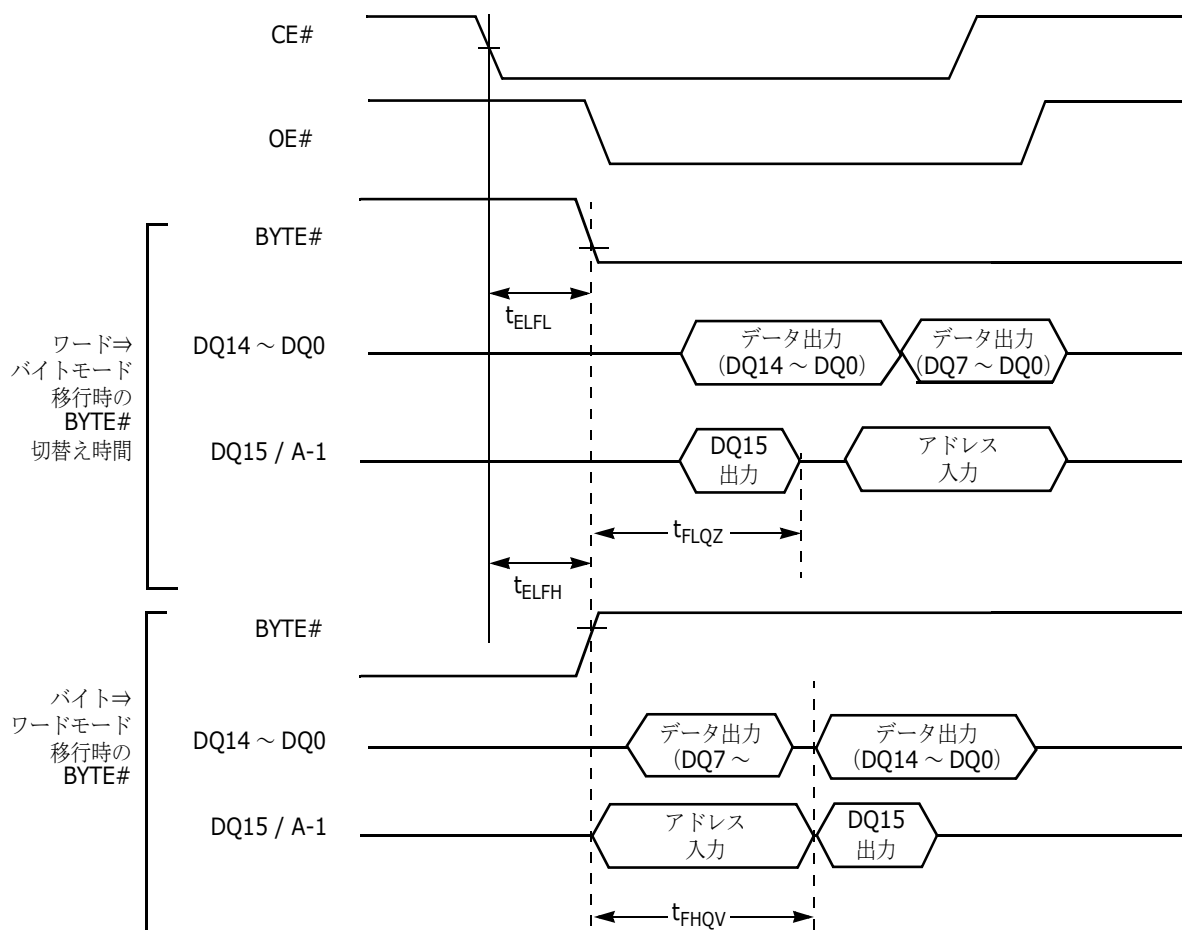 CE#
OE#
BYTE#
tELFL
ワード⇒
バイトモード
移行時の
BYTE#
切替え時間
DQ14 ~ DQ0
データ出力
(DQ14 ~ DQ0)
データ出力
(DQ7 ~ DQ0)
DQ15 / A-1
DQ15
出力
アドレス
入力
tFLQZ
tELFH
BYTE#
バイト⇒
ワードモード
移行時の
BYTE#
DQ14 ~ DQ0
データ出力
(DQ7 ~
データ出力
(DQ14 ~ DQ0)
DQ15 / A-1
アドレス
入力
DQ15
出力
tFHQV